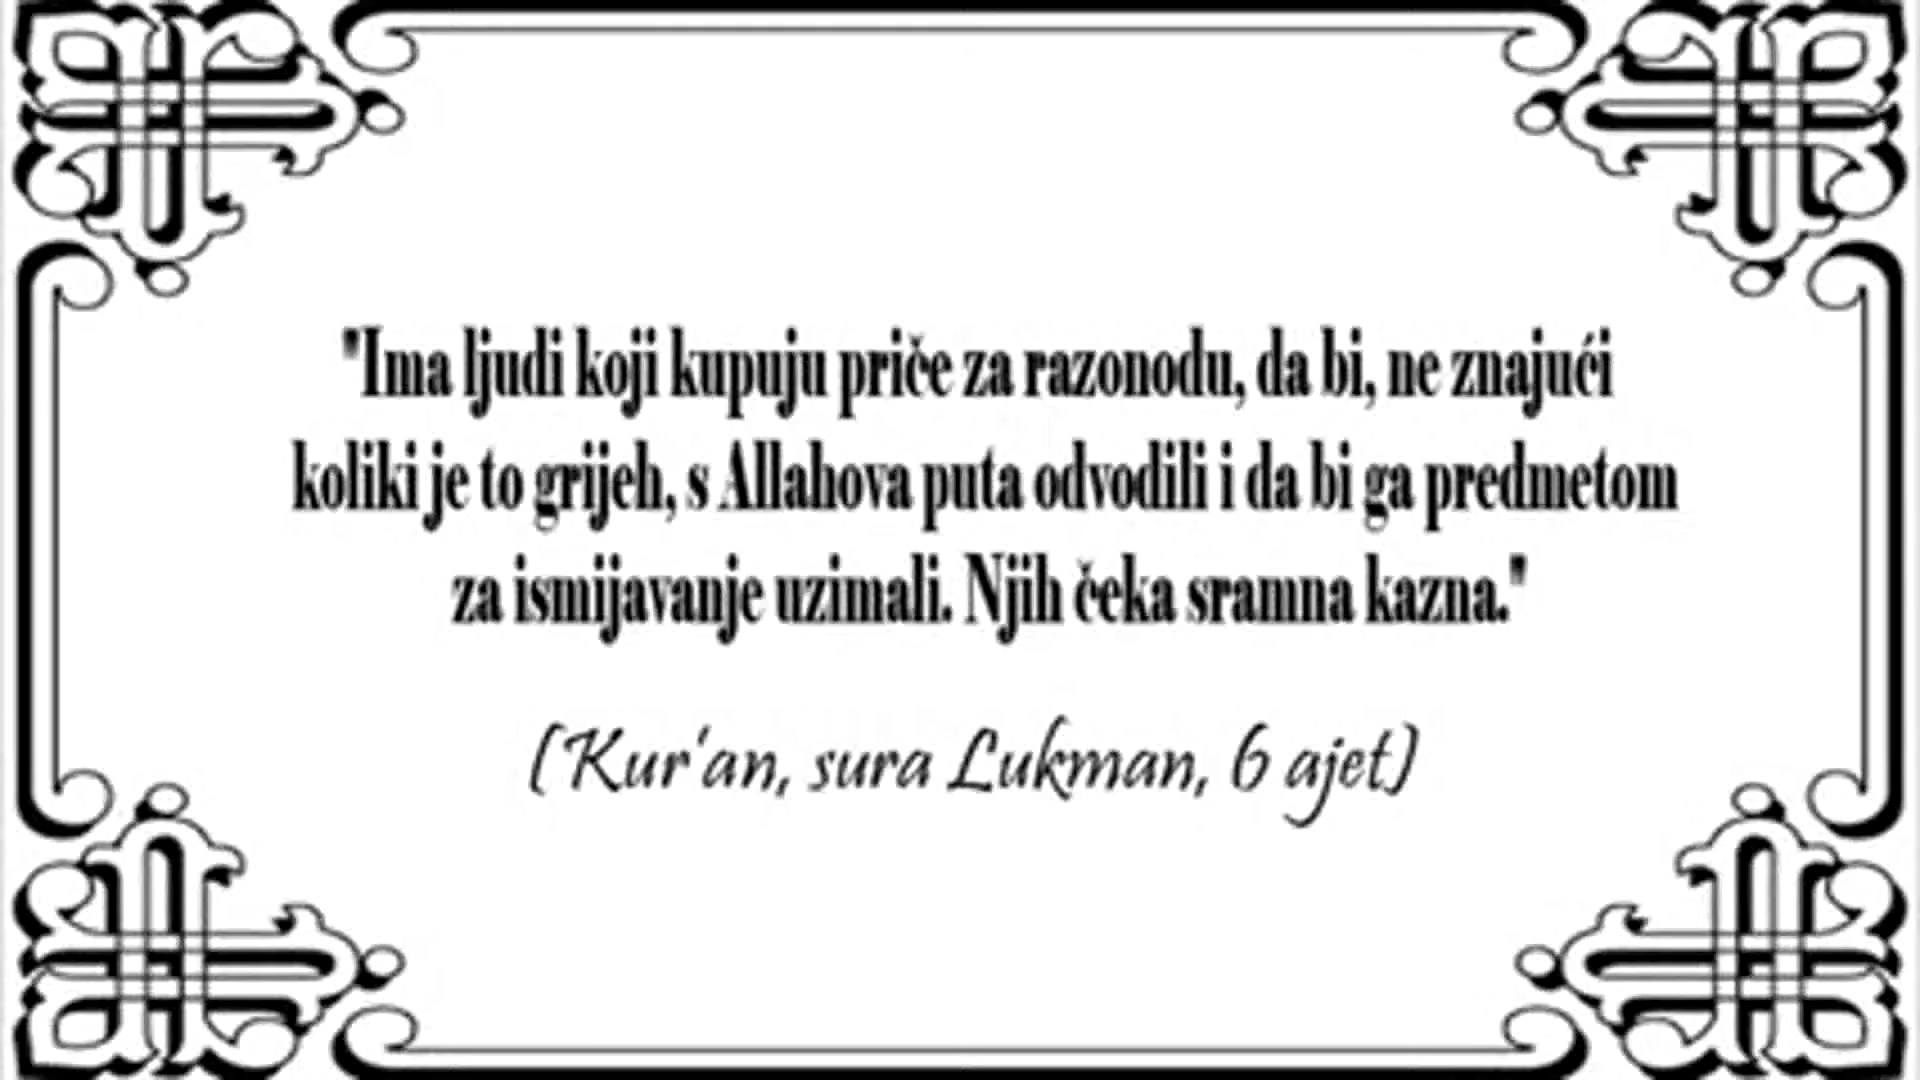 "Ima ljudi koji kupuju priče za razonodu, da bi, ne znajući
koliki je to grijeh, s Allahova puta odvodili i da bi ga predmetom
za ismijavanje uzimali. Njih čeka sramna kazna."
(Kur'an, sura Lukman, 6 ajet)